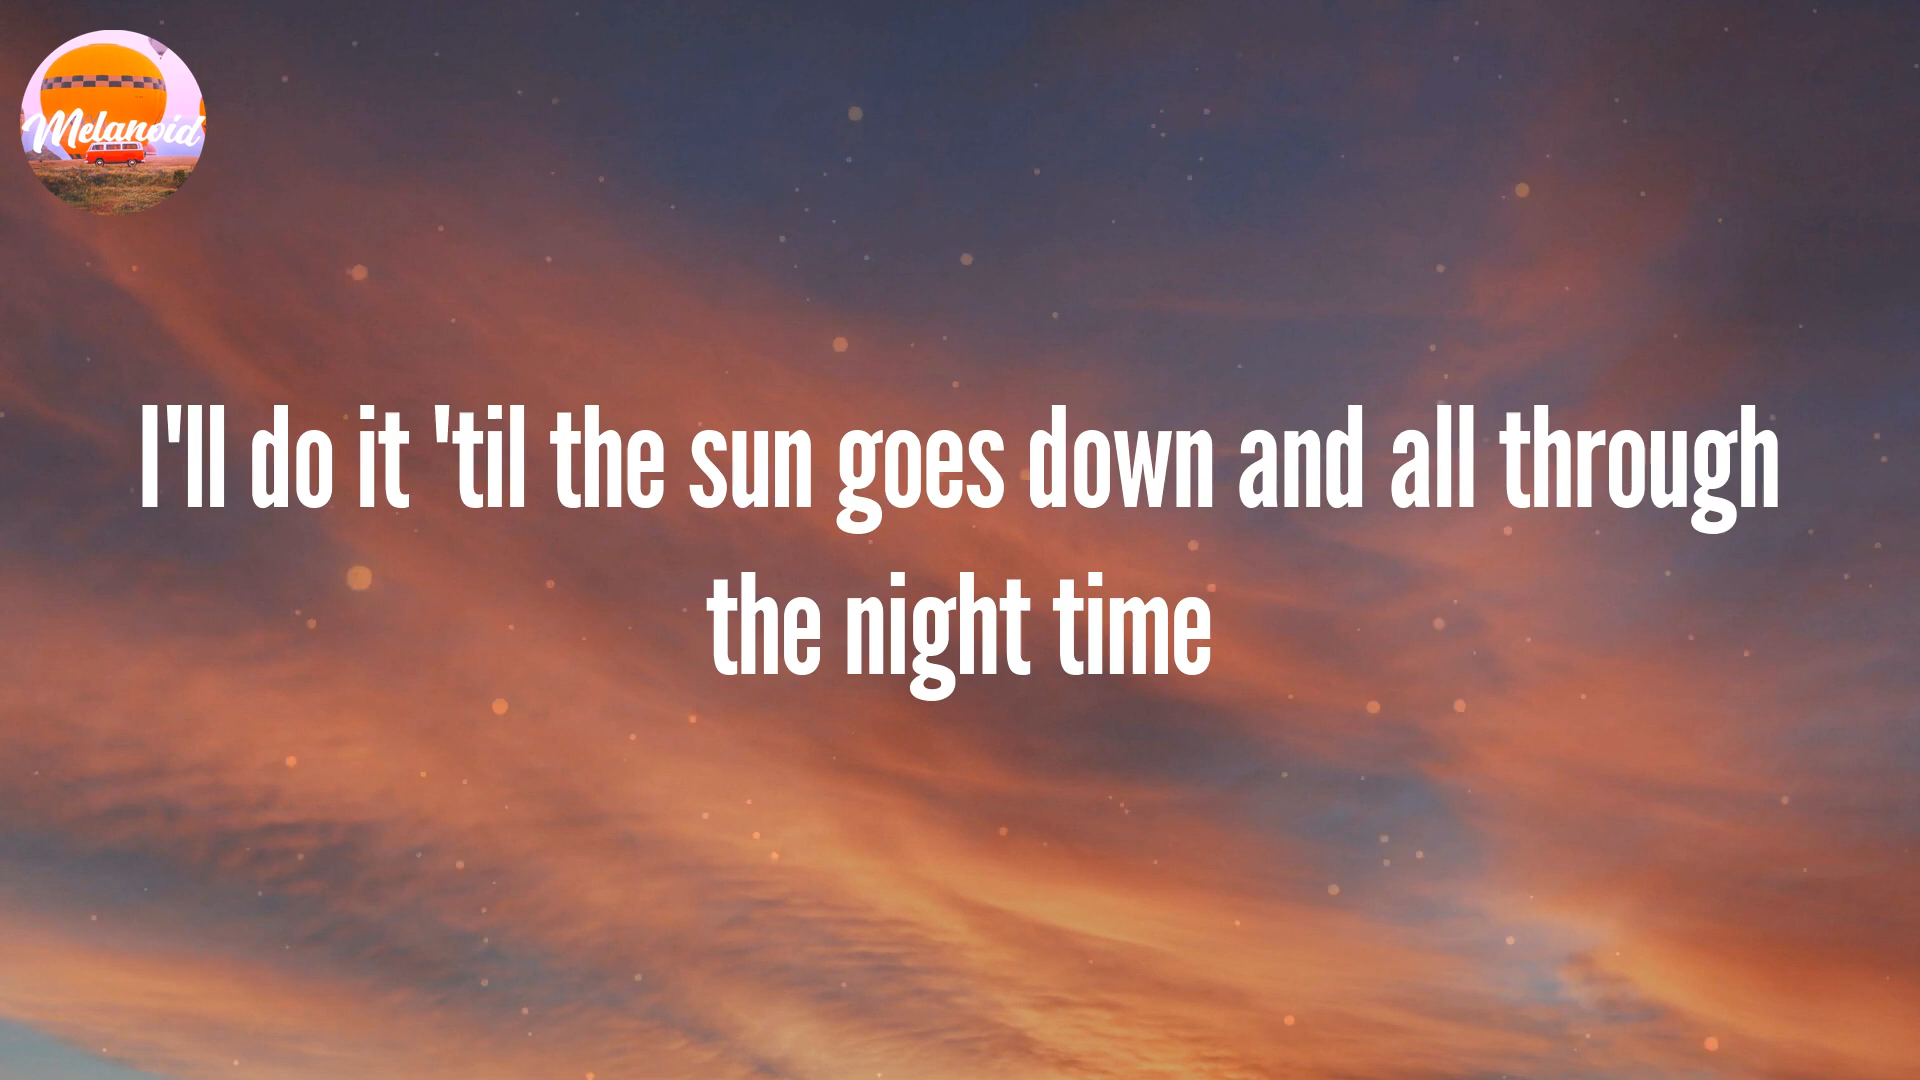 Melanoid
I'll do it 'til the sun goes down and all through
the night time